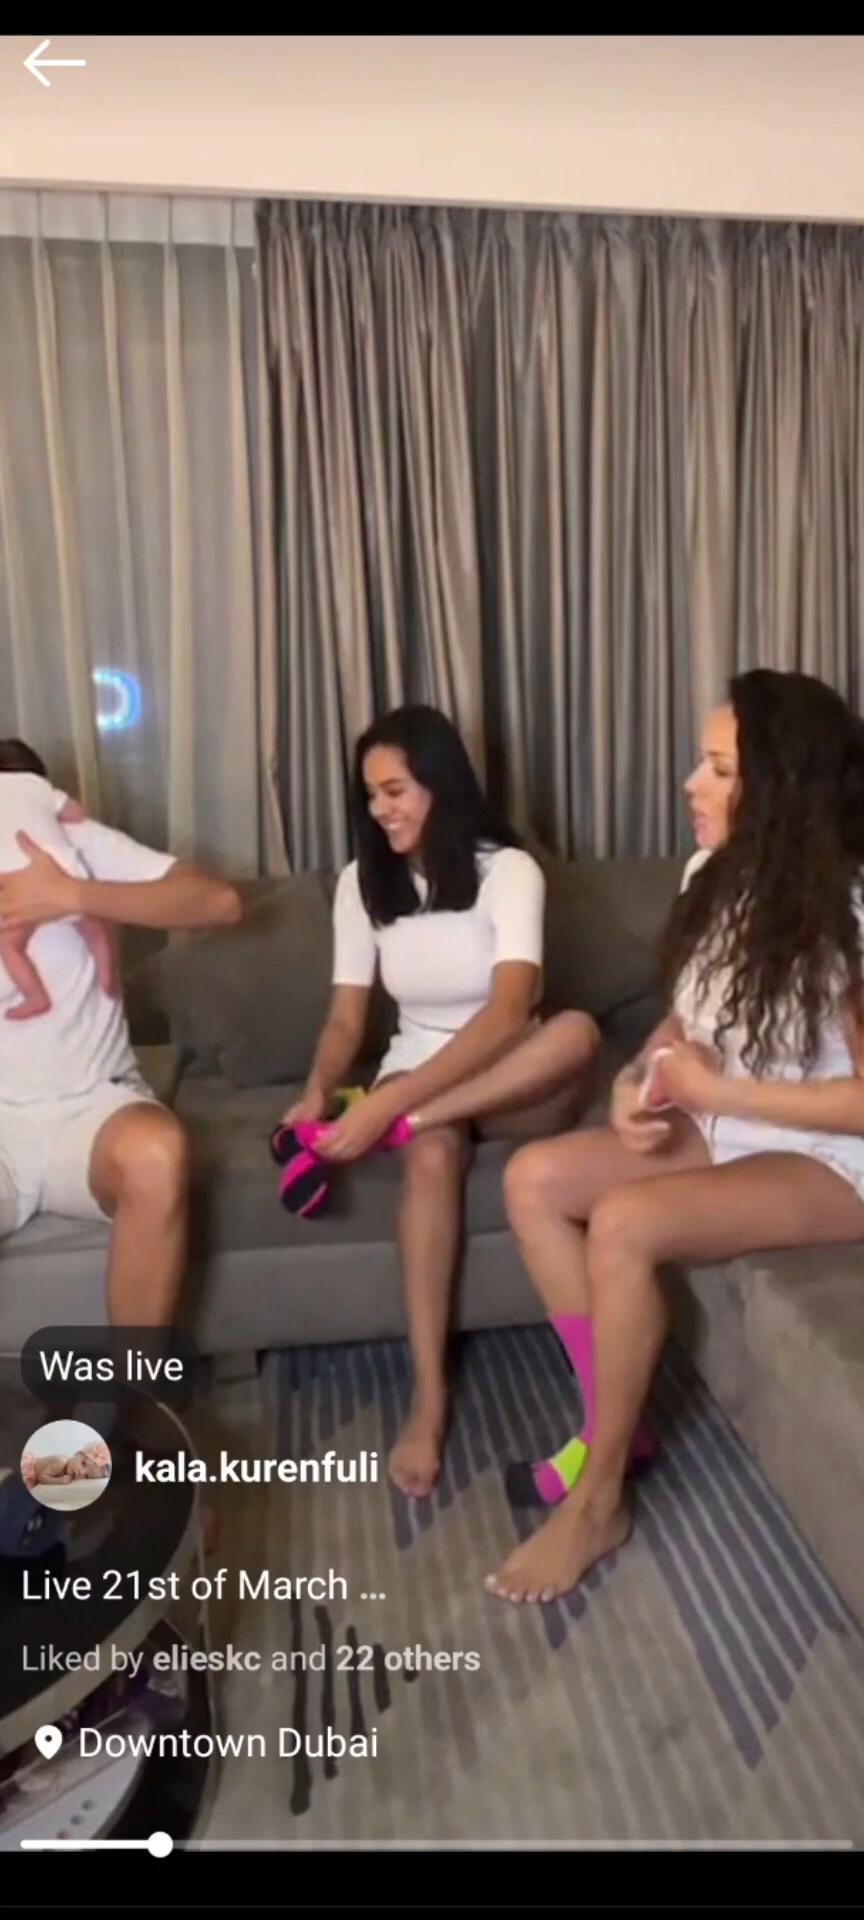 Was live
kala.kurenfuli
Live 21st of March ...
Liked by elieskc and 22 others
Downtown Dubai